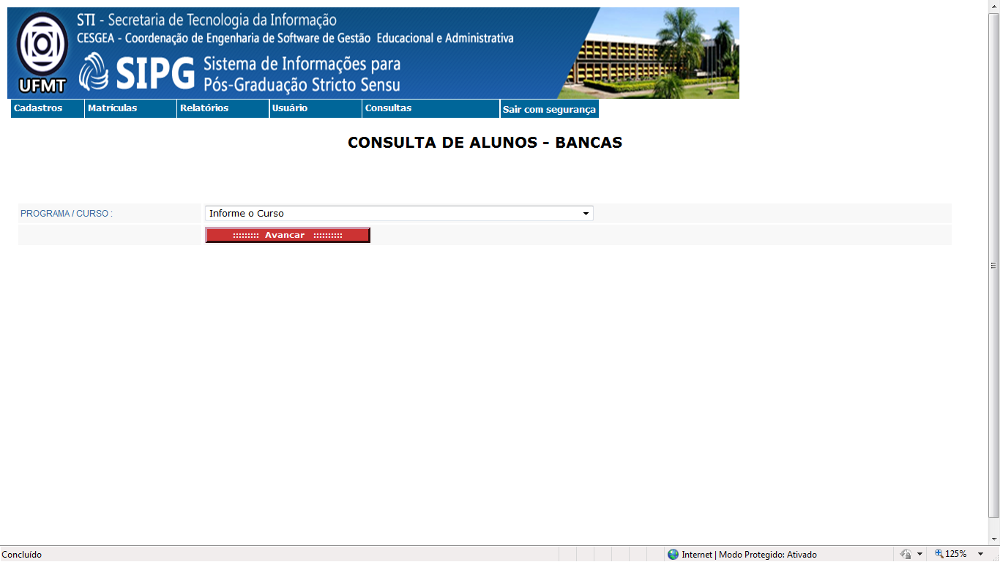 STI - Secretaria de Tecnologia da Informação
CESGEA - Coordenação de Engenharia de Software de Gestão Educacional e Administrativa
UFMT
SIPG
Sistema de Informações para
Pós-Graduação Stricto Sensu
Cadastros Matrículas Relatórios Usuário Consultas Sair com segurança
CONSULTA DE ALUNOS - BANCAS
PROGRAMA / CURSO : Informe o Curso
::::::::: Avancar ::::::::::
Concluído Internet | Modo Protegido: Ativado 125%